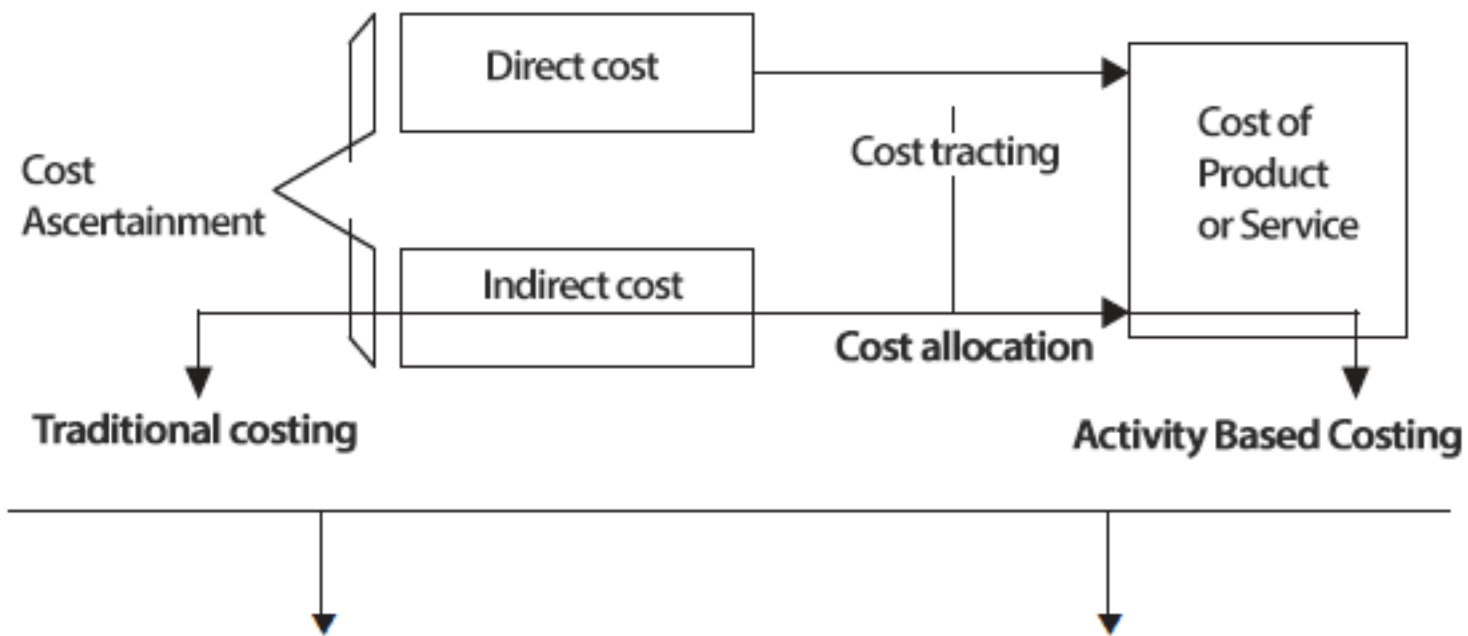 Direct cost
Cost of
Product
or Service
Cost tracting
Cost
Ascertainment
Indirect cost
Cost allocation
Traditional costing
Activity Based Costing